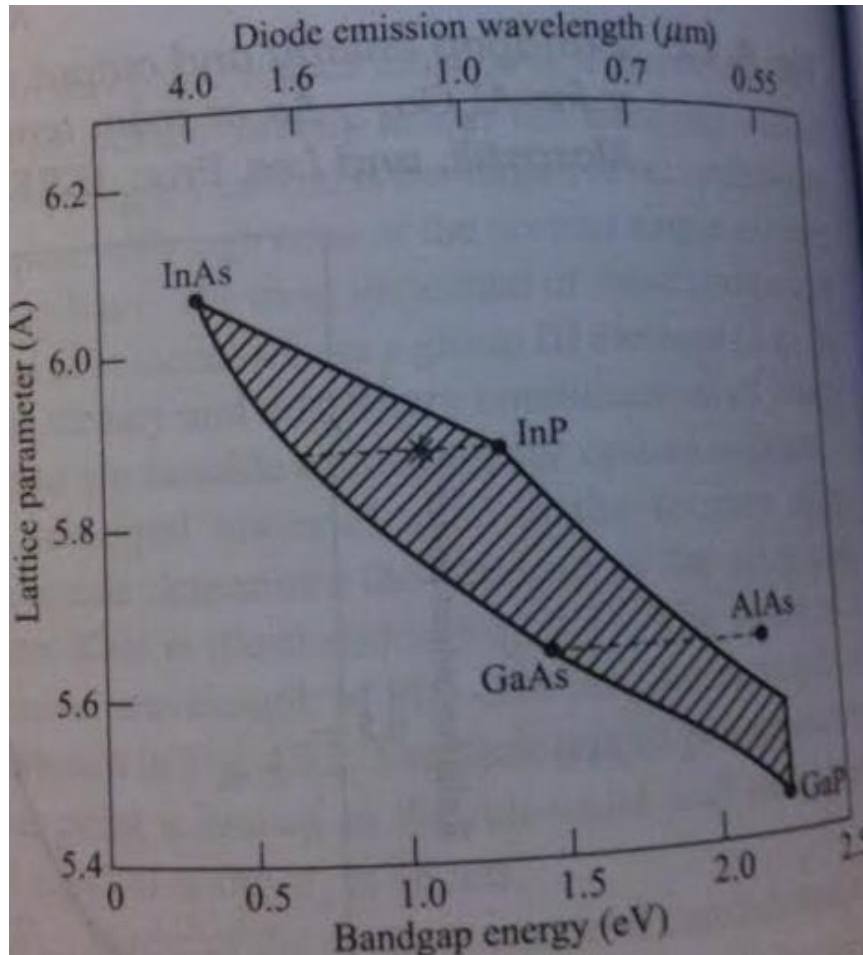 Diode emission wavelength (μm)
4.0 1.6 1.0 0.7 0.55
6.2
InAs
6.0
InP
Lattice parameter (Å)
5.8
AlAs
GaAs
5.6
GaP
5.4
0 0.5 1.0 1.5 2.0
Bandgap energy (eV)